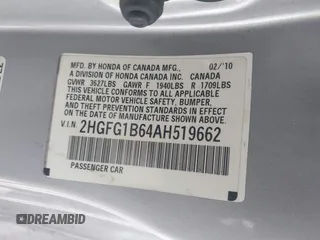 MFD. BY HONDA OF CANADA MFG., 02/'10
A DIVISION OF HONDA CANADA INC. CANADA
GVWR 3627LBS GAWR F 1940LBS R 1709LBS
THIS VEHICLE CONFORMS TO ALL APPLICABLE
FEDERAL MOTOR VEHICLE SAFETY, BUMPER,
AND THEFT PREVENTION STANDARDS IN EFFECT
ON THE DATE OF MANUFACTURE SHOWN ABOVE.
V.I.N. 2HGFG1B64AH519662
PASSENGER CAR
DREAMBID